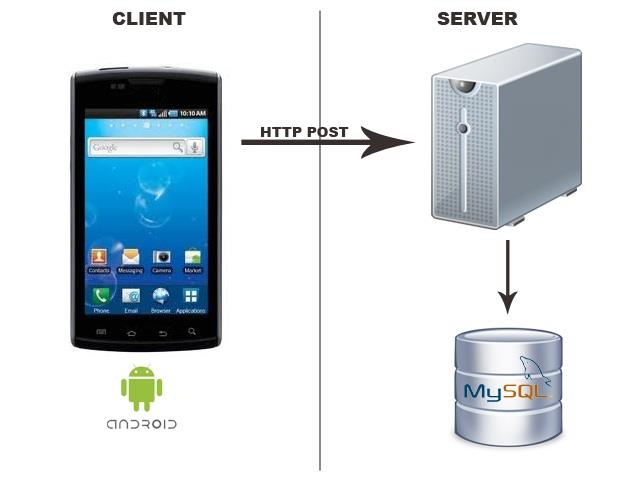 CLIENT
SERVER
10:10 AM
Google
HTTP POST
Contacts Messaging Camera Market
Phone Email Browser Applications
ANDROID
MySQL